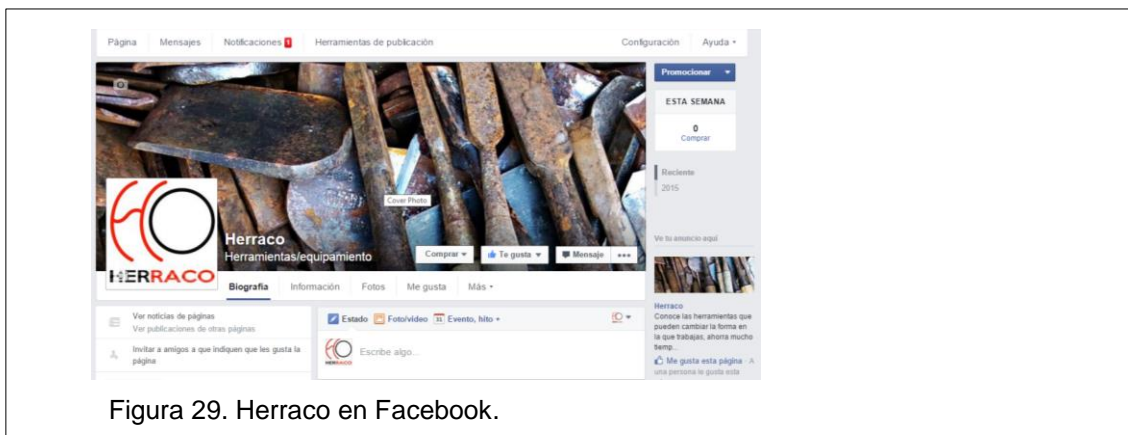 Página Mensajes Notificaciones 1 Herramientas de publicación Configuración Ayuda
Promocionar
ESTA SEMANA
0
Comprar
Reciente
2015
Cover Photo
Herraco
Herramientas/equipamiento
Comprar Te gusta Mensaje
HERRACO
Biografía Información Fotos Me gusta Más
Ver noticias de páginas
Ver publicaciones de otras páginas
Invitar a amigos a que indiquen que les gusta la
página
Estado Foto/vídeo 31 Evento, hito +
HERRACO
Escribe algo...
Ve tu anuncio aquí
Herraco
Conoce las herramientas que
pueden cambiar la forma en
la que trabajas, ahorra mucho
tiemp...
Me gusta esta página · A
una persona le gusta esta
Figura 29. Herraco en Facebook.